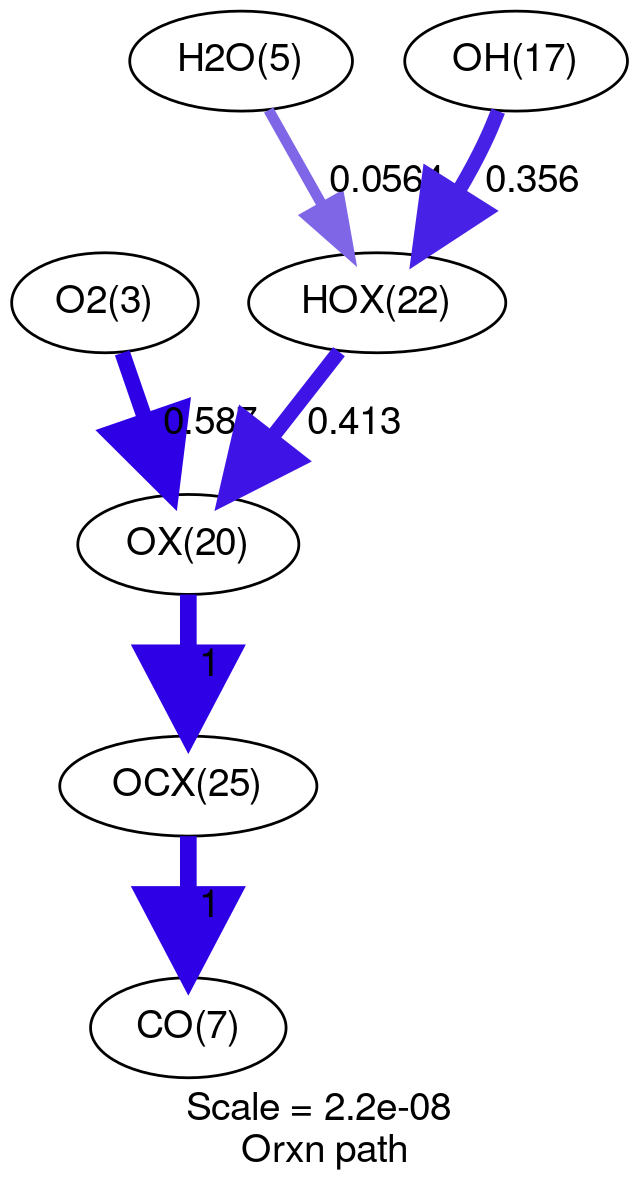 H2O(5)
OH(17)
0.0564
0.356
O2(3)
HOX(22)
0.587
0.413
OX(20)
1
OCX(25)
1
CO(7)
Scale = 2.2e-08
Orxn path